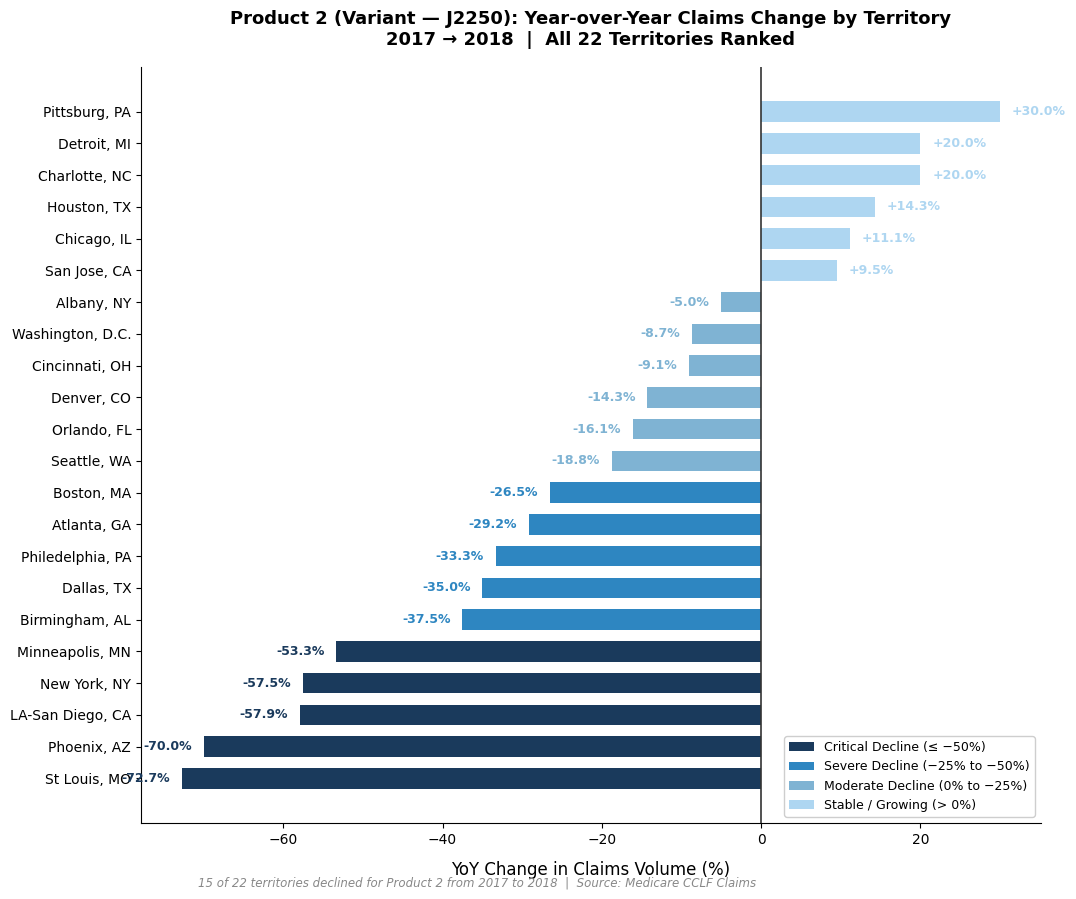 Product 2 (Variant — J2250): Year-over-Year Claims Change by Territory
2017 → 2018  |  All 22 Territories Ranked
Pittsburg, PA +30.0%
Detroit, MI +20.0%
Charlotte, NC +20.0%
Houston, TX +14.3%
Chicago, IL +11.1%
San Jose, CA +9.5%
Albany, NY -5.0%
Washington, D.C. -8.7%
Cincinnati, OH -9.1%
Denver, CO -14.3%
Orlando, FL -16.1%
Seattle, WA -18.8%
Boston, MA -26.5%
Atlanta, GA -29.2%
Philedelphia, PA -33.3%
Dallas, TX -35.0%
Birmingham, AL -37.5%
Minneapolis, MN -53.3%
New York, NY -57.5%
LA-San Diego, CA -57.9%
Phoenix, AZ -70.0%
St Louis, MO -72.7%
Critical Decline (≤ −50%)
Severe Decline (−25% to −50%)
Moderate Decline (0% to −25%)
Stable / Growing (> 0%)
−60 −40 −20 0 20
YoY Change in Claims Volume (%)
15 of 22 territories declined for Product 2 from 2017 to 2018  |  Source: Medicare CCLF Claims